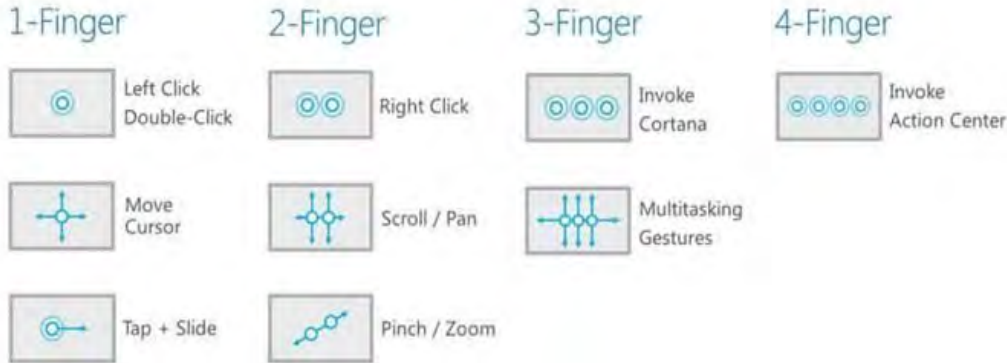 1-Finger
2-Finger
3-Finger
4-Finger
Left Click
Double-Click
Right Click
Invoke
Cortana
Invoke
Action Center
Move
Cursor
Scroll / Pan
Multitasking
Gestures
Tap + Slide
Pinch / Zoom